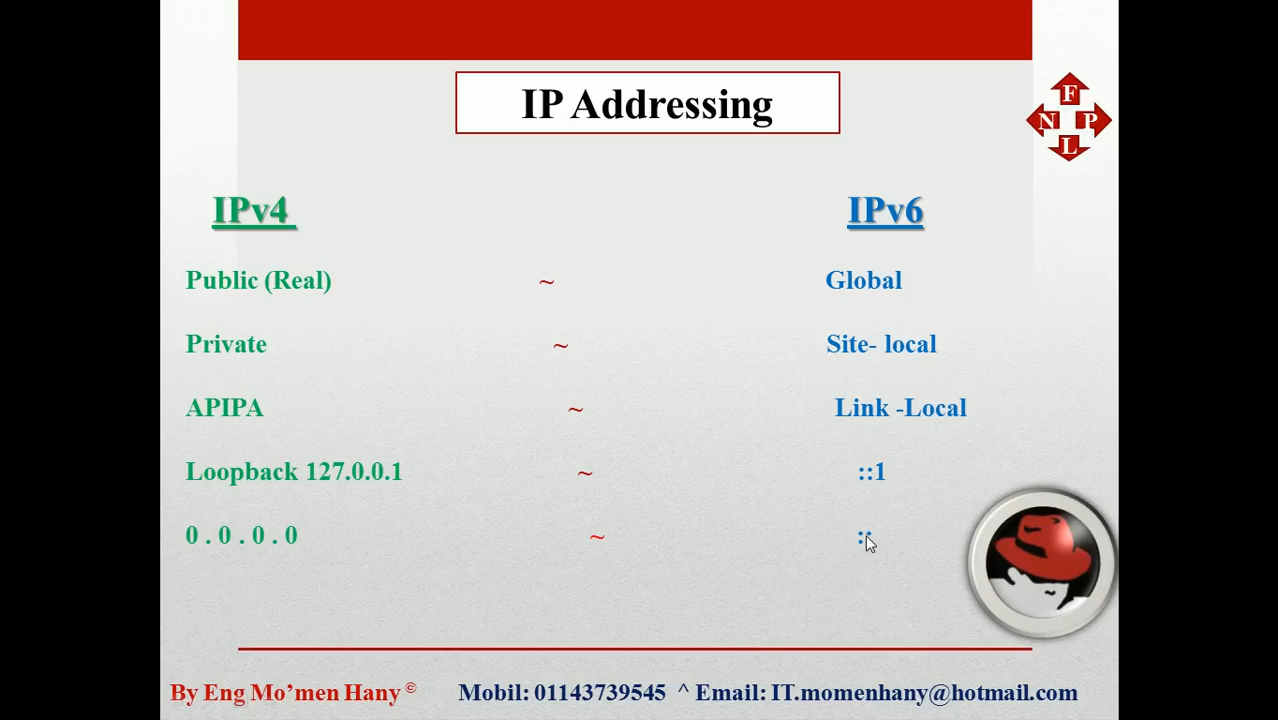 IP Addressing
F
N P
L
IPv4 IPv6
Public (Real) ~ Global
Private ~ Site- local
APIPA ~ Link -Local
Loopback 127.0.0.1 ~ ::1
0 . 0 . 0 . 0 ~ ::
By Eng Mo’men Hany © Mobil: 01143739545 ^ Email: IT.momenhany@hotmail.com